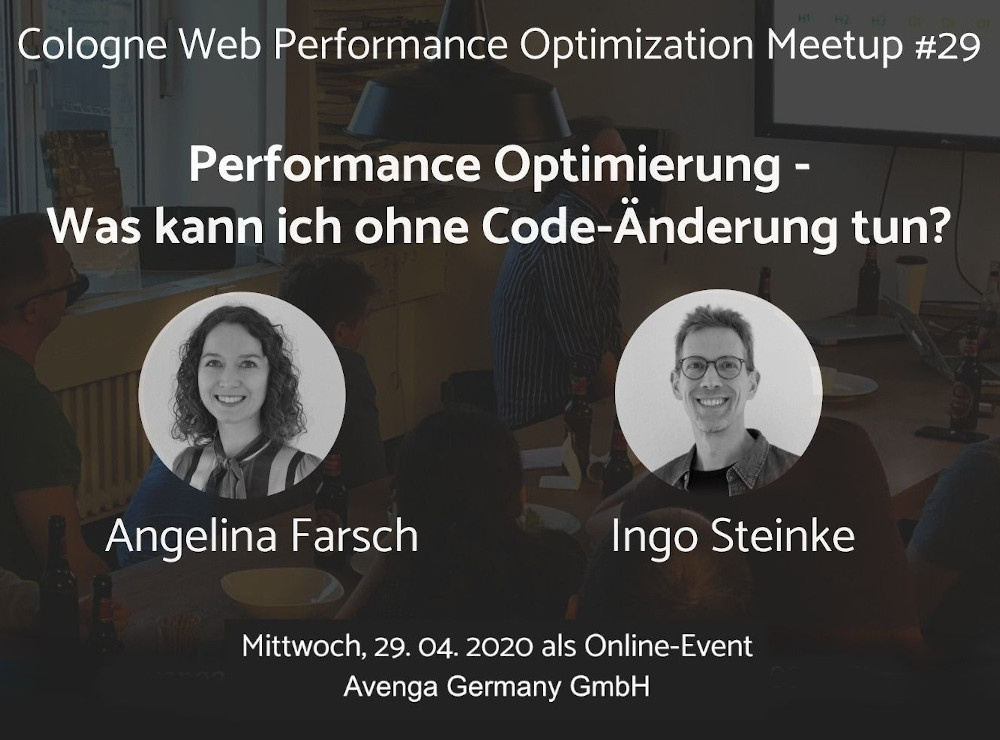 Cologne Web Performance Optimization Meetup #29
Performance Optimierung -
Was kann ich ohne Code-Änderung tun?
Angelina Farsch
Ingo Steinke
Mittwoch, 29. 04. 2020 als Online-Event
Avenga Germany GmbH